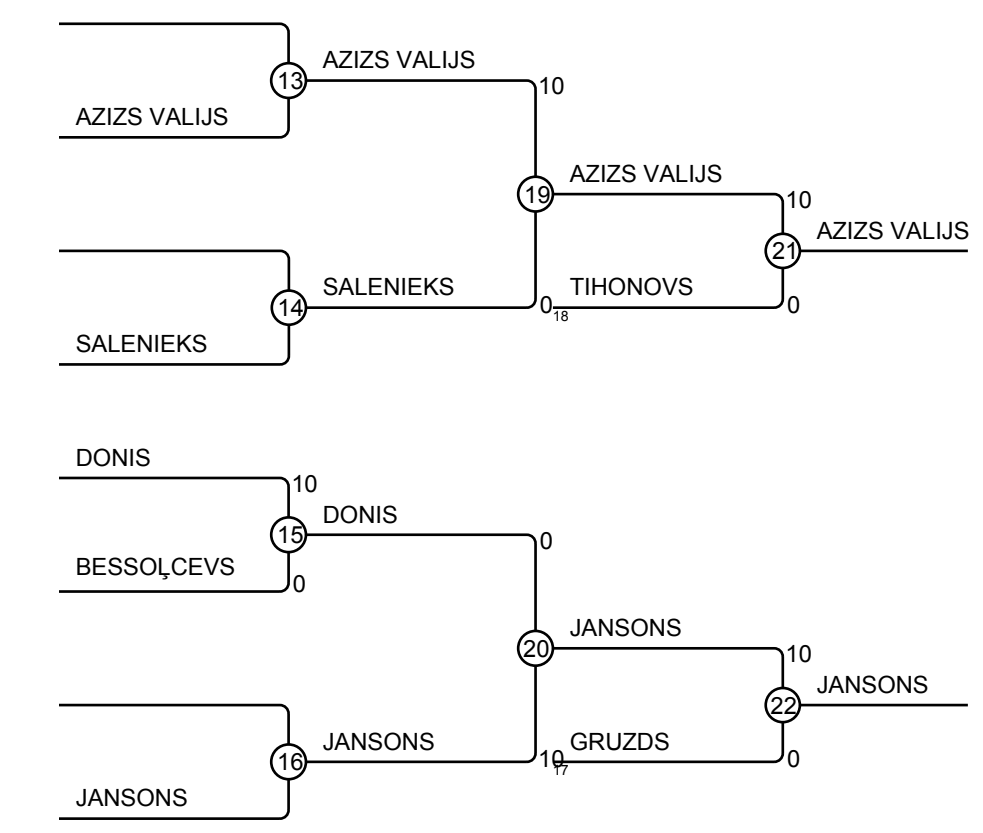 AZIZS VALIJS
13
10
AZIZS VALIJS
AZIZS VALIJS
19
10
AZIZS VALIJS
21
SALENIEKS
14
0
18
TIHONOVS
0
SALENIEKS
DONIS
10
DONIS
15
0
BESSOĻCEVS
0
JANSONS
20
10
JANSONS
22
JANSONS
16
10
17
GRUZDS
0
JANSONS